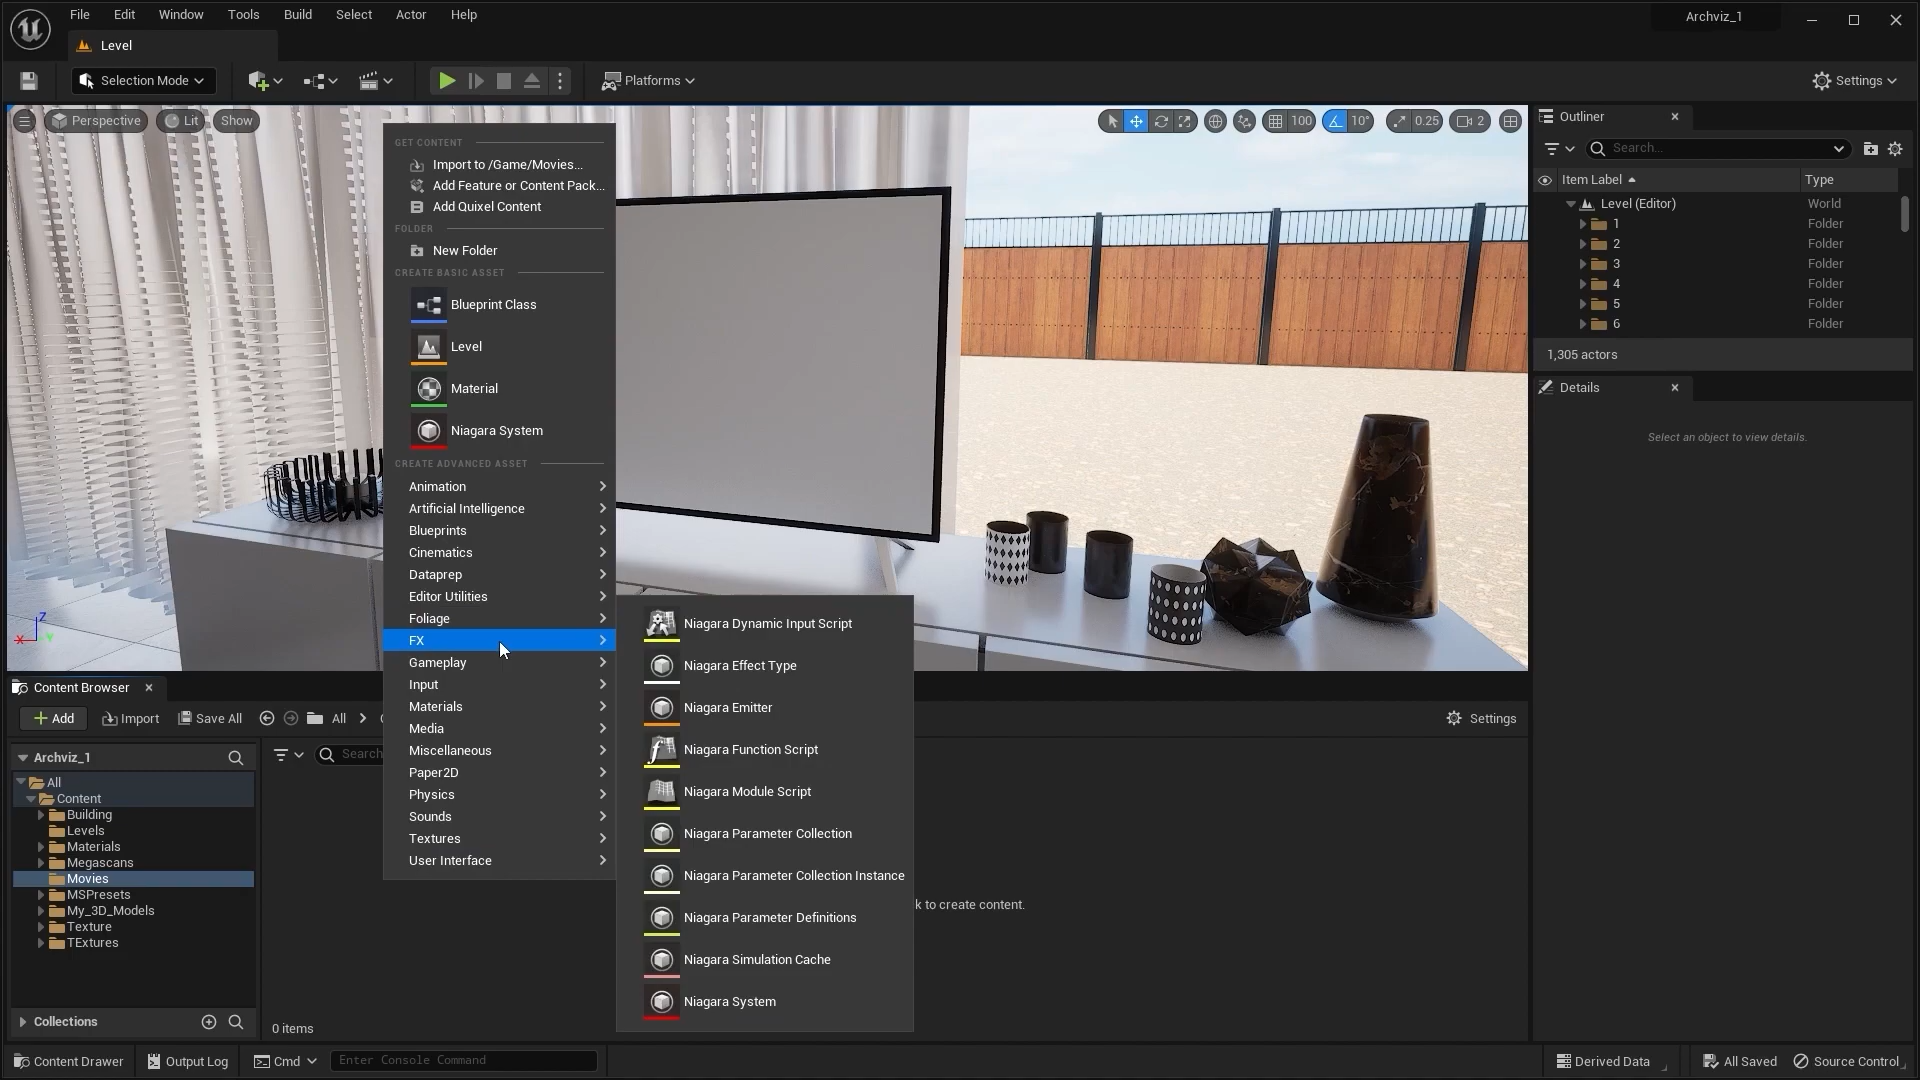 File Edit Window Tools Build Select Actor Help
Archviz_1
Level
Selection Mode
Platforms
Settings
Perspective Lit Show
100 10° 0.25 2
GET CONTENT
Import to /Game/Movies...
Add Feature or Content Pack...
Add Quixel Content
FOLDER
New Folder
CREATE BASIC ASSET
Blueprint Class
Level
Material
Niagara System
CREATE ADVANCED ASSET
Animation
Artificial Intelligence
Blueprints
Cinematics
Dataprep
Editor Utilities
Foliage
FX
Gameplay
Input
Materials
Media
Miscellaneous
Paper2D
Physics
Sounds
Textures
User Interface
Niagara Dynamic Input Script
Niagara Effect Type
Niagara Emitter
Niagara Function Script
Niagara Module Script
Niagara Parameter Collection
Niagara Parameter Collection Instance
Niagara Parameter Definitions
Niagara Simulation Cache
Niagara System
Z
X Y
Outliner
Search...
Item Label Type
Level (Editor) World
1 Folder
2 Folder
3 Folder
4 Folder
5 Folder
6 Folder
1,305 actors
Details
Select an object to view details.
Content Browser
Add Import Save All All
Settings
Archviz_1
Search
All
Content
Building
Levels
Materials
Megascans
Movies
MSPresets
My_3D_Models
Texture
TExtures
k to create content.
Collections
0 items
Content Drawer Output Log Cmd Enter Console Command
Derived Data All Saved Source Control